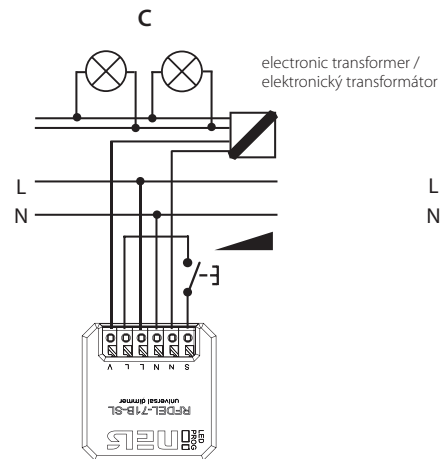 C
electronic transformer /
elektronický transformátor
L
N
L
N
V L L N N S
universal dimmer
RFDEL-71B-SL
LED
PROG